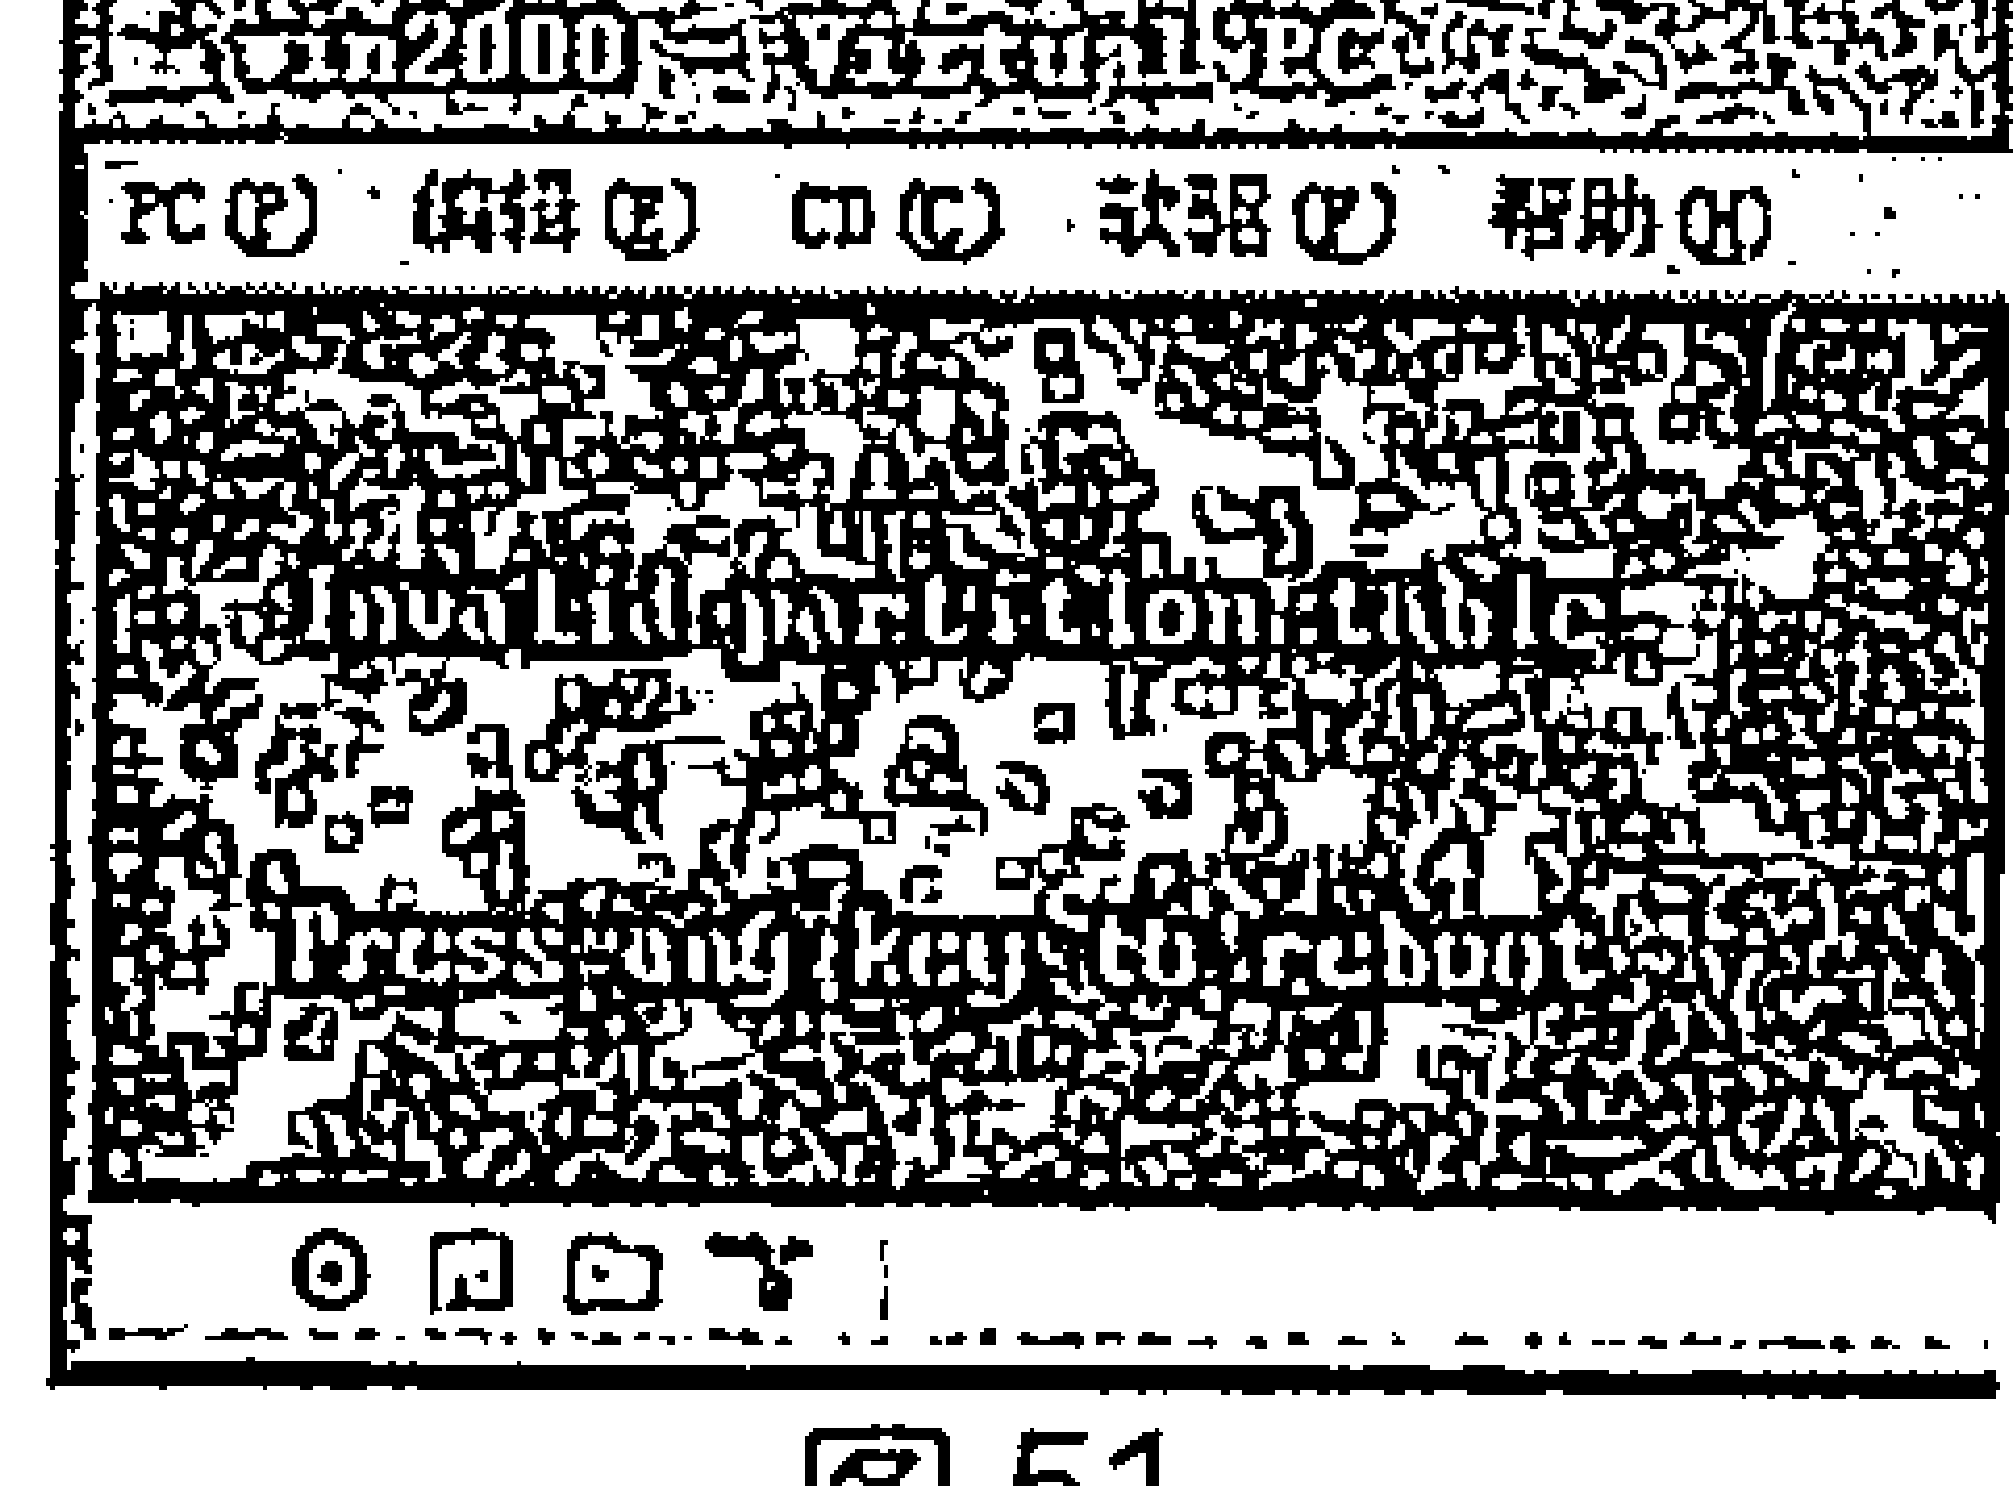 win2000 - Virtual PC
PC(P) 编辑(E) CD(C) 软驱(F) 帮助(H)
Invalid partition table
Press any key to reboot
图 51